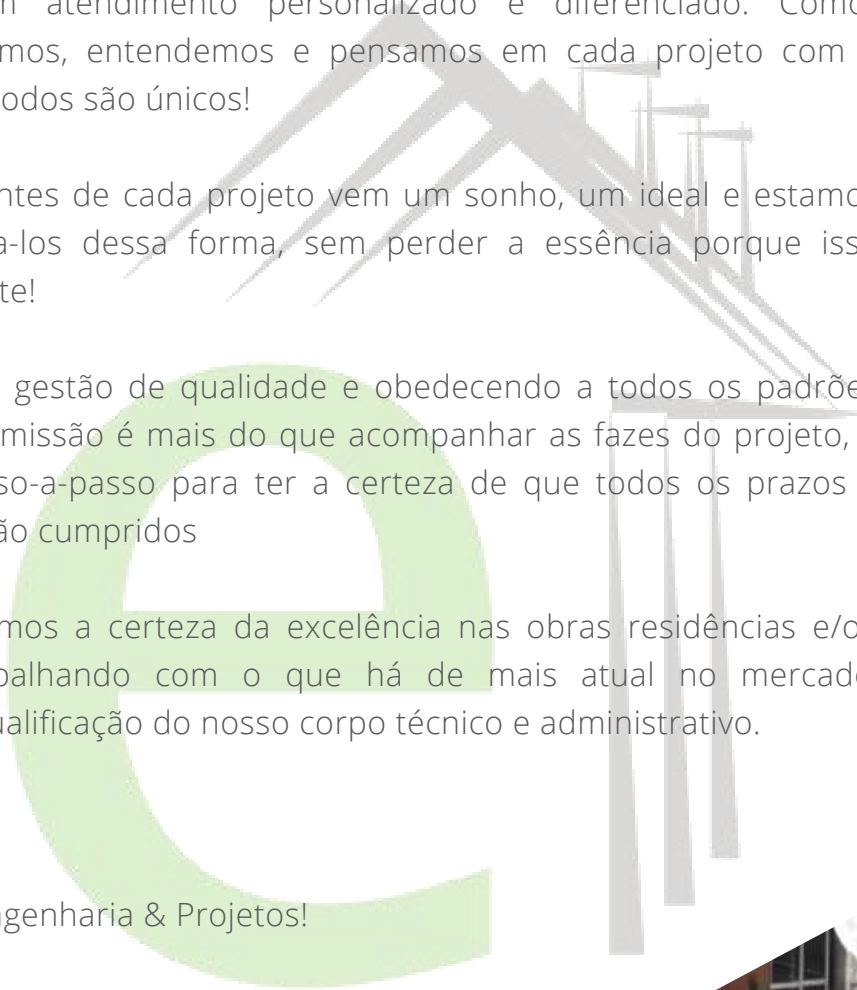 m atendimento personalizado e diferenciado. Como
mos, entendemos e pensamos em cada projeto com
odos são únicos!
ntes de cada projeto vem um sonho, um ideal e estamo
a-los dessa forma, sem perder a essência porque iss
te!
gestão de qualidade e obedecendo a todos os padrõe
missão é mais do que acompanhar as fazes do projeto,
so-a-passo para ter a certeza de que todos os prazos
ão cumpridos
mos a certeza da excelência nas obras residências e/o
balhando com o que há de mais atual no mercado
ualificação do nosso corpo técnico e administrativo.
ngenharia & Projetos!